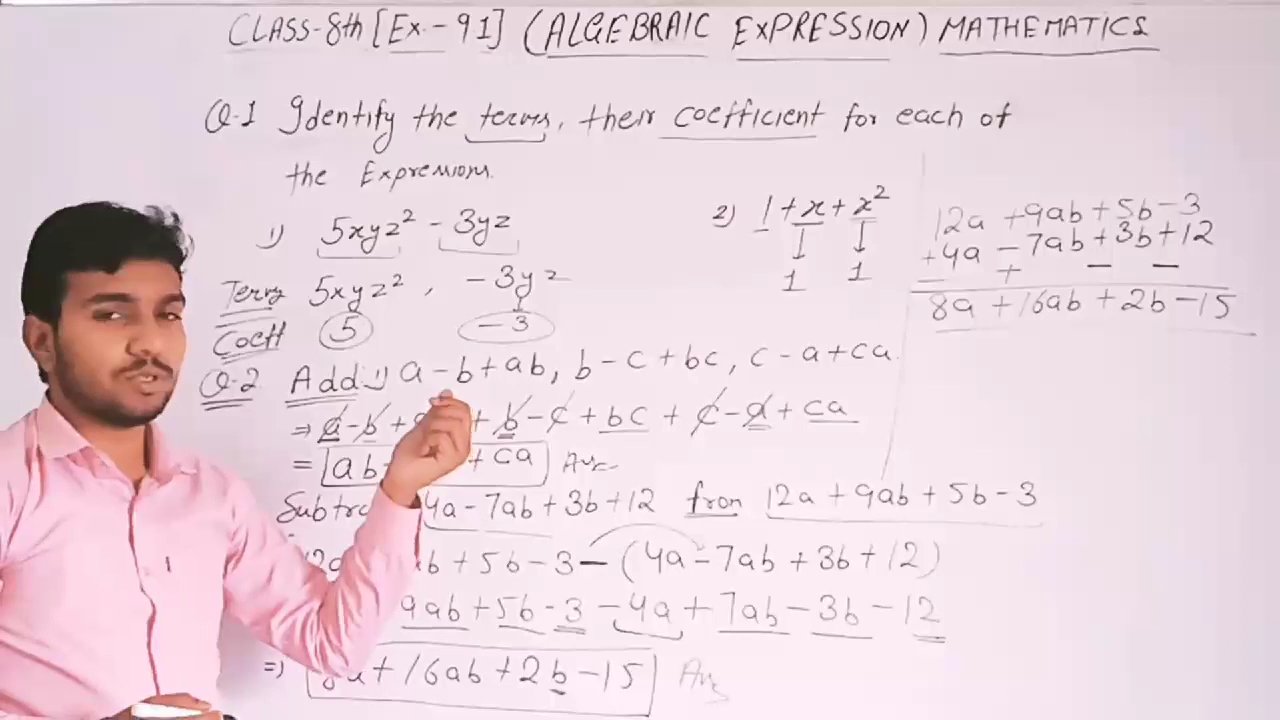 CLASS-8th [Ex.-9.1] (ALGEBRAIC EXPRESSION) MATHEMATICS
Q.1 Identify the terms, their coefficient for each of
the Expressions.
1) 5xyz² - 3yz
Terms 5xyz², -3yz
Coeff 5 -3
2) 1+x+x²
1 1
12a +9ab+5b-3
+4a -7ab+3b+12
- + - -
8a +16ab+2b-15
Q.2 Add 1) a-b+ab, b-c+bc, c-a+ca.
⇒ a-b+ +b-c+bc+c-a+ca
= ab +ca Ans
4a-7ab+3b+12 from 12a+9ab+5b-3
b+5b-3-(4a-7ab+3b+12)
9ab+5b-3-4a+7ab-3b-12
⇒ 8a+16ab+2b-15 Ans